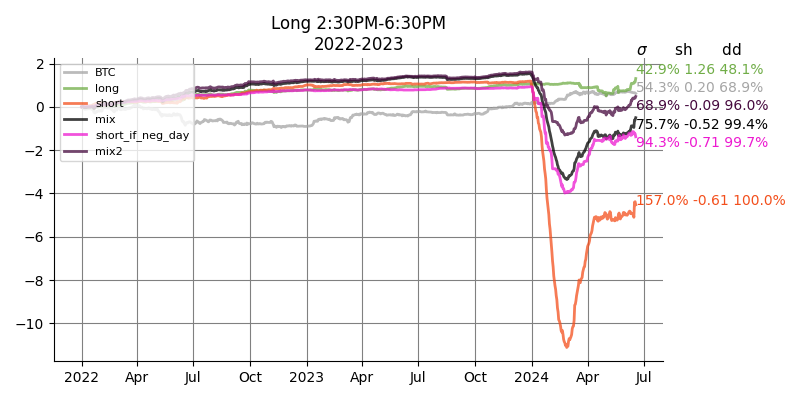 Long 2:30PM-6:30PM
2022-2023
σ sh dd
2
0
−2
−4
−6
−8
−10
BTC
long
short
mix
short_if_neg_day
mix2
42.9% 1.26 48.1%
54.3% 0.20 68.9%
68.9% -0.09 96.0%
75.7% -0.52 99.4%
94.3% -0.71 99.7%
157.0% -0.61 100.0%
2022 Apr Jul Oct 2023 Apr Jul Oct 2024 Apr Jul